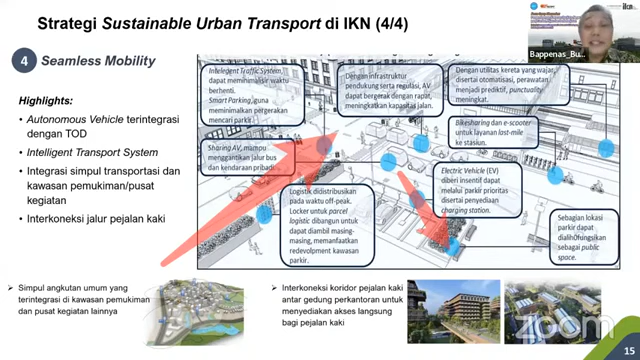 Strategi Sustainable Urban Transport di IKN (4/4)
4
Seamless Mobility
Highlights:
• Autonomous Vehicle terintegrasi
dengan TOD
• Intelligent Transport System
• Integrasi simpul transportasi dan
kawasan pemukiman/pusat
kegiatan
• Interkoneksi jalur pejalan kaki
Intelegent Traffic System,
dapat meminimalisir waktu
berhenti.
Smart Parking, guna
meminimalkan pergerakan
mencari parkir.
Dengan infrastruktur
pendukung serta regulasi, AV
dapat bergerak dengan rapat,
meningkatkan kapasitas jalan.
Dengan utilitas kereta yang wajar,
disertai otomatisasi, perawatan
menjadi prediktif, punctuality
meningkat.
Sharing AV, mampu
menggantikan jalur bus
dan kendaraan pribadi
Bikesharing dan e-scooter
untuk layanan last-mile
ke stasiun.
Logistik didistribusikan
pada waktu off-peak.
Locker untuk parcel
logistic dibangun untuk
dapat diambil masing-
masing, memanfaatkan
redevolpment kawasan
parkir.
Electric Vehicle (EV)
diberi insentif dapat
melalui parkir prioritas
disertai penyediaan
charging station.
Sebagian lokasi
parkir dapat
dialihfungsikan
sebagai public
space.
➢ Simpul angkutan umum yang
terintegrasi di kawasan pemukiman
dan pusat kegiatan lainnya
➢ Interkoneksi koridor pejalan kaki
antar gedung perkantoran untuk
menyediakan akses langsung
bagi pejalan kaki
Bappenas_Bu...
zoom
15